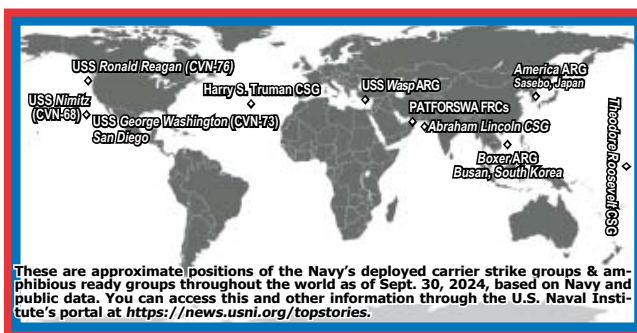 USS Ronald Reagan (CVN-76)
Harry S. Truman CSG
USS Wasp ARG
America ARG
Sasebo, Japan
USS Nimitz
(CVN-68)
USS George Washington (CVN-73)
San Diego
PATFORSWA FRCs
Abraham Lincoln CSG
Boxer ARG
Busan, South Korea
Theodore Roosevelt CSG
These are approximate positions of the Navy's deployed carrier strike groups & am-
phibious ready groups throughout the world as of Sept. 30, 2024, based on Navy and
public data. You can access this and other information through the U.S. Naval Insti-
tute's portal at https://news.usni.org/topstories.